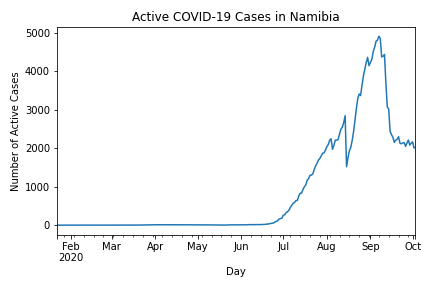 Active COVID-19 Cases in Namibia
Number of Active Cases
5000
4000
3000
2000
1000
0
Feb Mar Apr May Jun Jul Aug Sep Oct
2020
Day